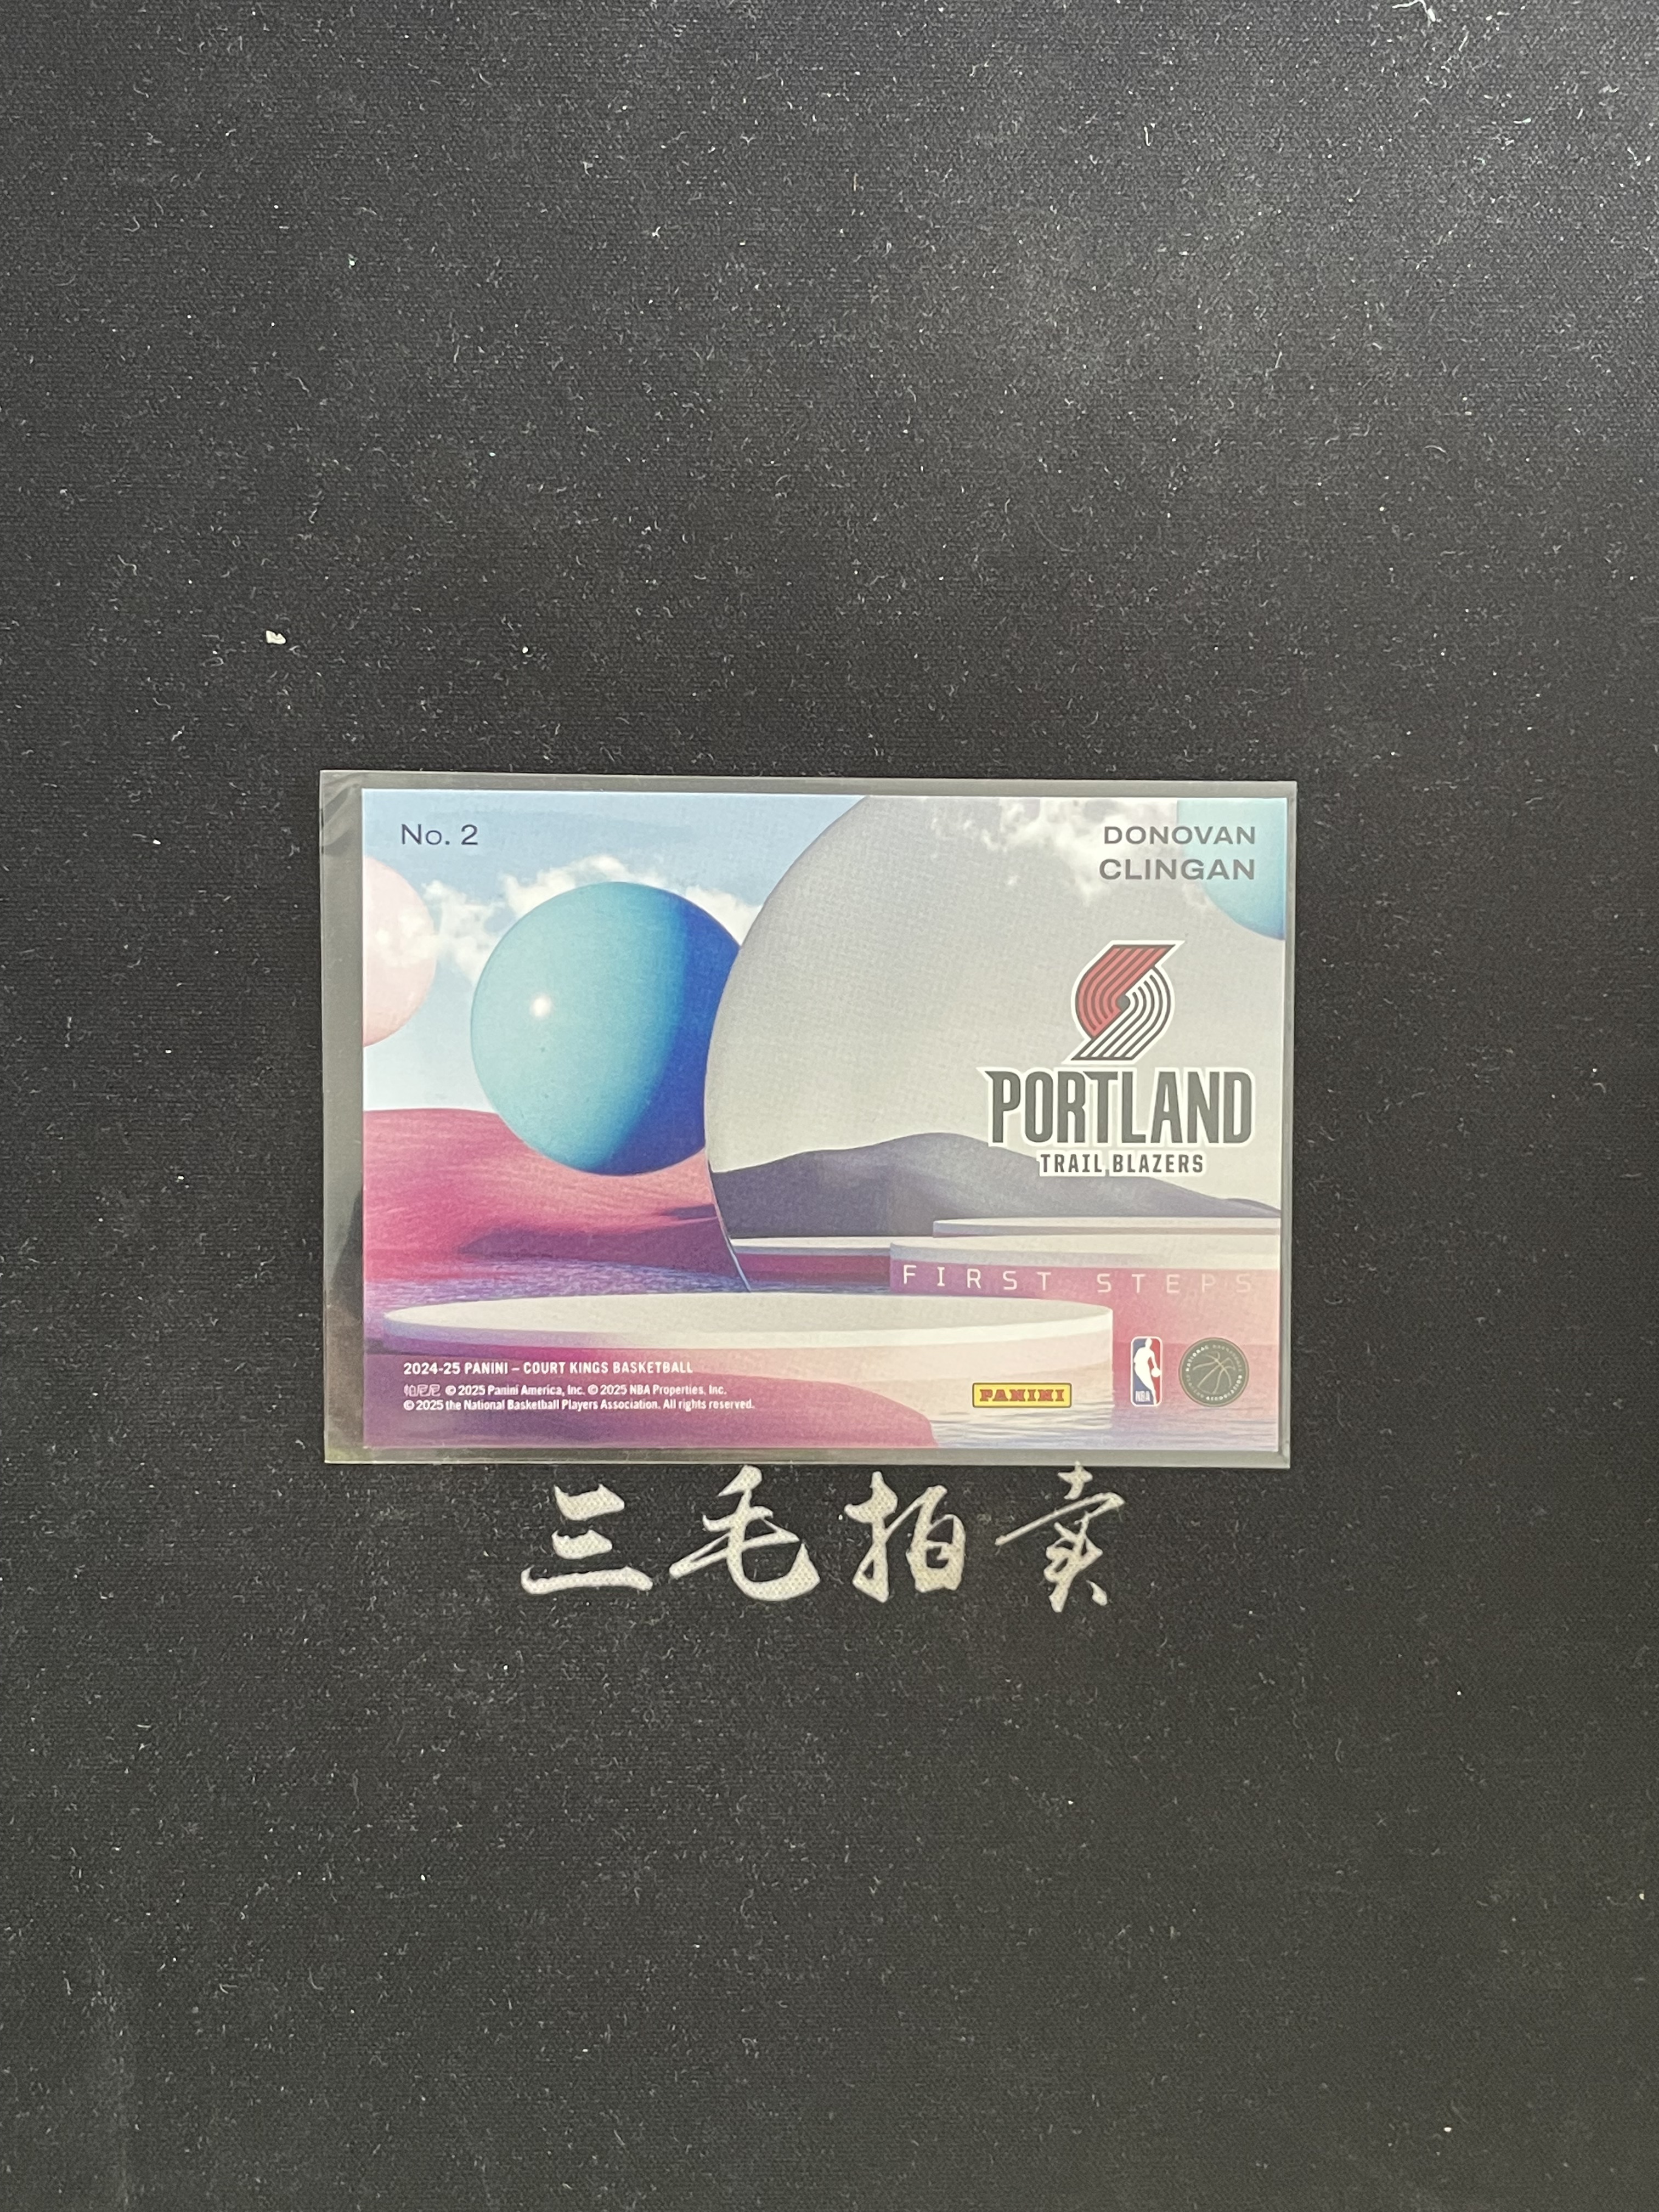 No. 2
DONOVAN
CLINGAN
PORTLAND
TRAIL BLAZERS
FIRST STEPS
2024-25 PANINI – COURT KINGS BASKETBALL
帕尼尼 © 2025 Panini America, Inc. © 2025 NBA Properties, Inc.
© 2025 the National Basketball Players Association. All rights reserved.
PANINI
NBA
三毛拍卖